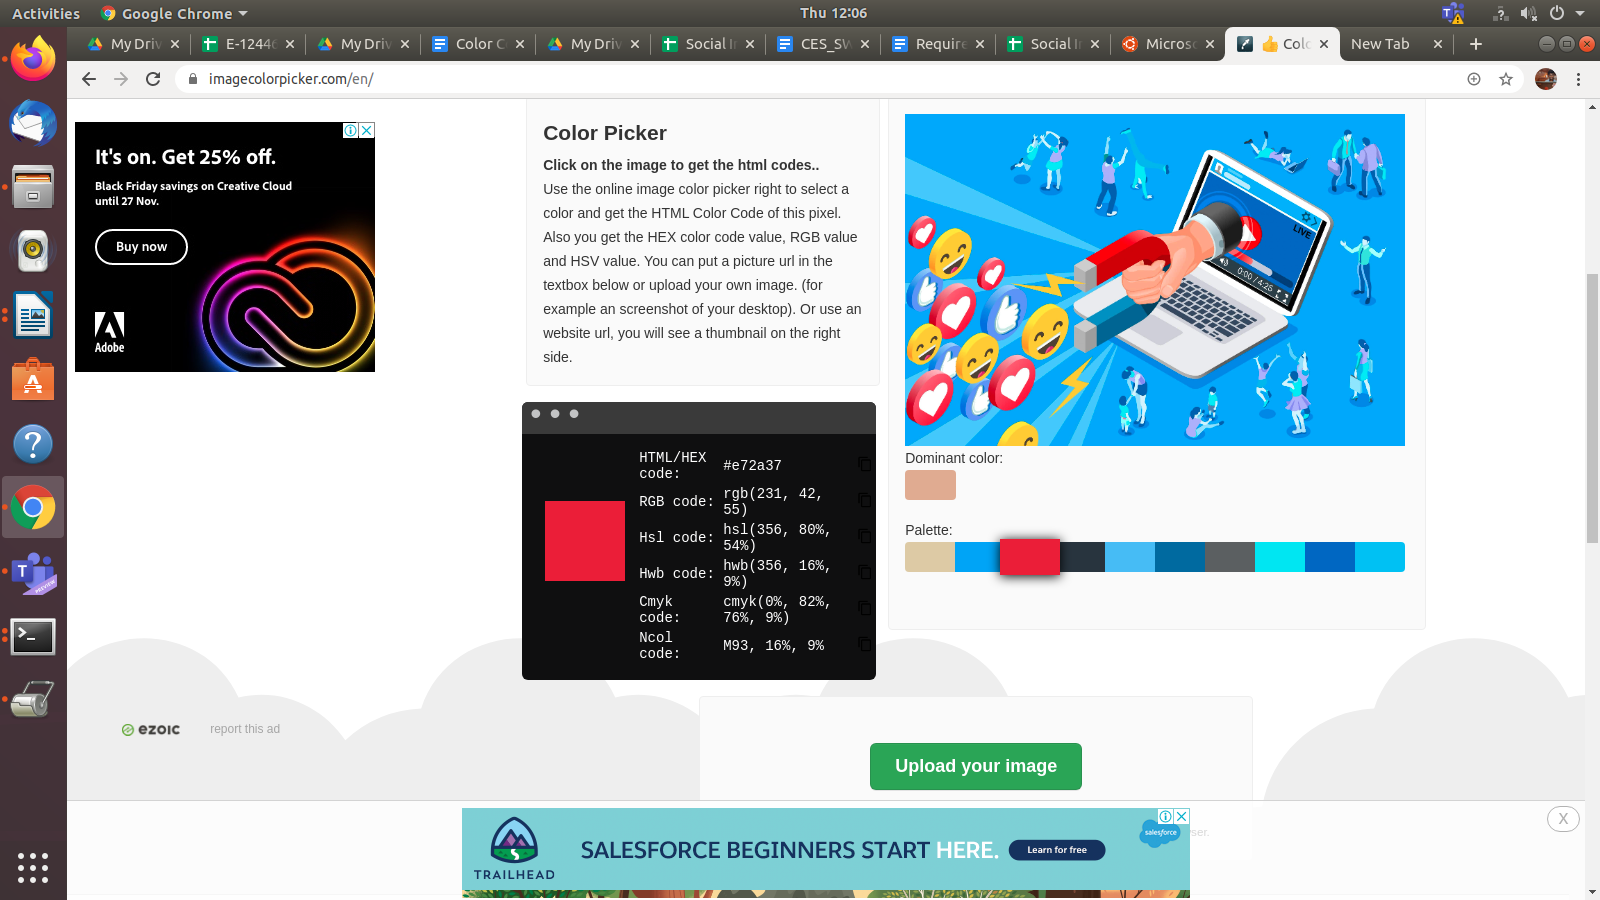 Activities
Google Chrome
Thu 12:06
My Driv
E-1244
My Driv
Color C
My Driv
Social I
CES_SW
Require
Social I
Micros
Colo
New Tab
imagecolorpicker.com/en/
It's on. Get 25% off.
Black Friday savings on Creative Cloud
until 27 Nov.
Buy now
Adobe
Color Picker
Click on the image to get the html codes..
Use the online image color picker right to select a
color and get the HTML Color Code of this pixel.
Also you get the HEX color code value, RGB value
and HSV value. You can put a picture url in the
textbox below or upload your own image. (for
example an screenshot of your desktop). Or use an
website url, you will see a thumbnail on the right
side.
LIVE
0:00 / 4:25
HTML/HEX code: #e72a37
RGB code: rgb(231, 42, 55)
Hsl code: hsl(356, 80%, 54%)
Hwb code: hwb(356, 16%, 9%)
Cmyk code: cmyk(0%, 82%, 76%, 9%)
Ncol code: M93, 16%, 9%
Dominant color:
Palette:
ezoic
report this ad
Upload your image
ser.
X
TRAILHEAD
SALESFORCE BEGINNERS START HERE.
Learn for free
salesforce